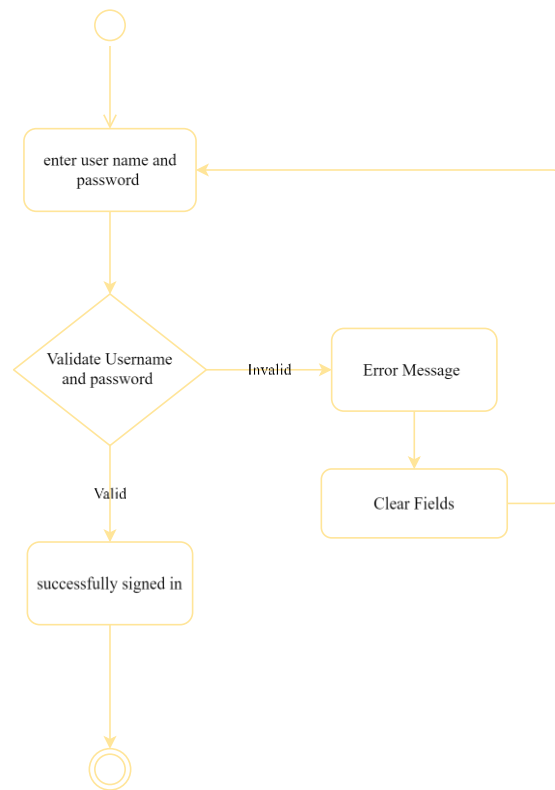 enter user name and
password
Validate Username
and password
Invalid
Error Message
Clear Fields
Valid
successfully signed in